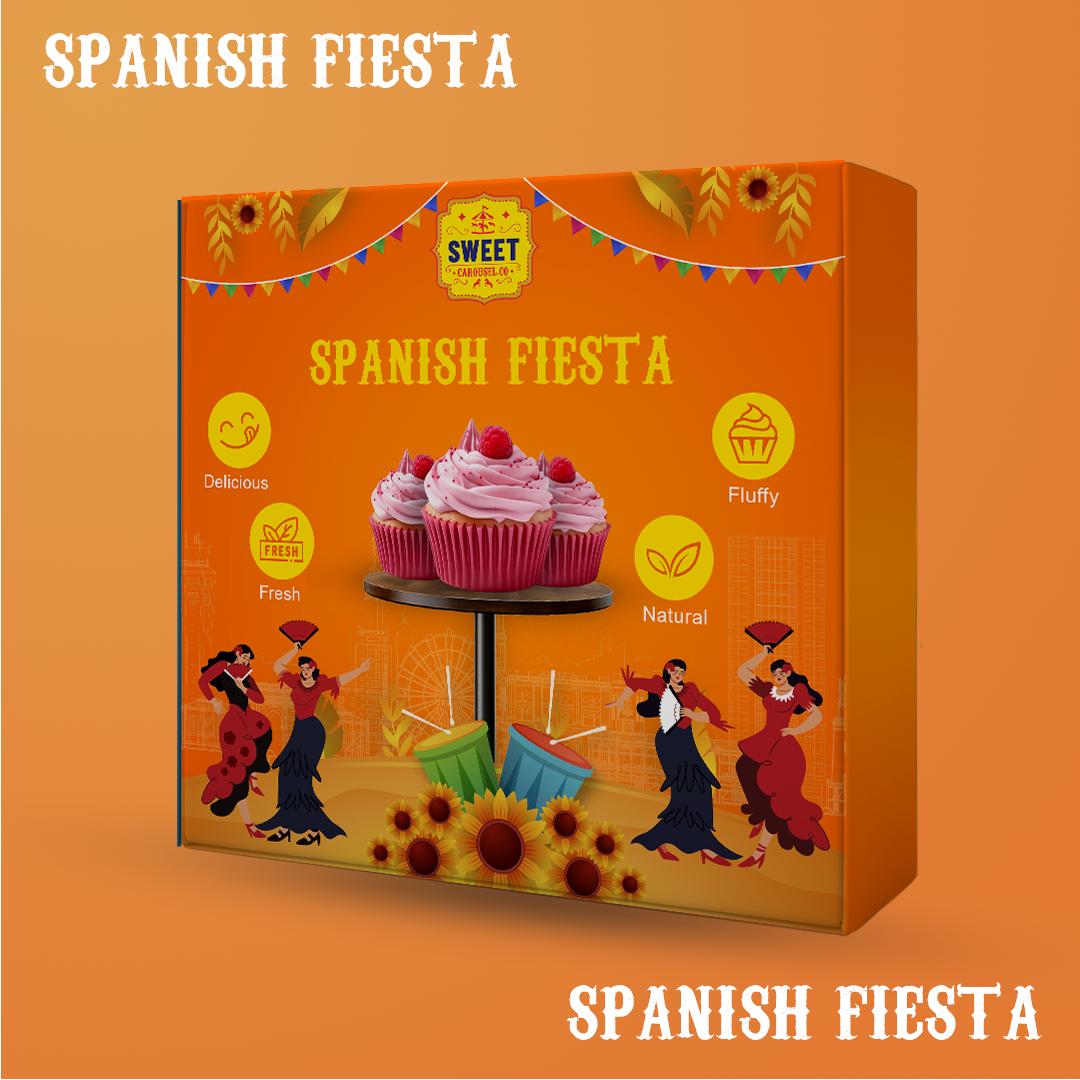 SPANISH FIESTA
SWEET
CAROUSEL.CO
SPANISH FIESTA
Delicious
Fluffy
FRESH
Fresh
Natural
SPANISH FIESTA